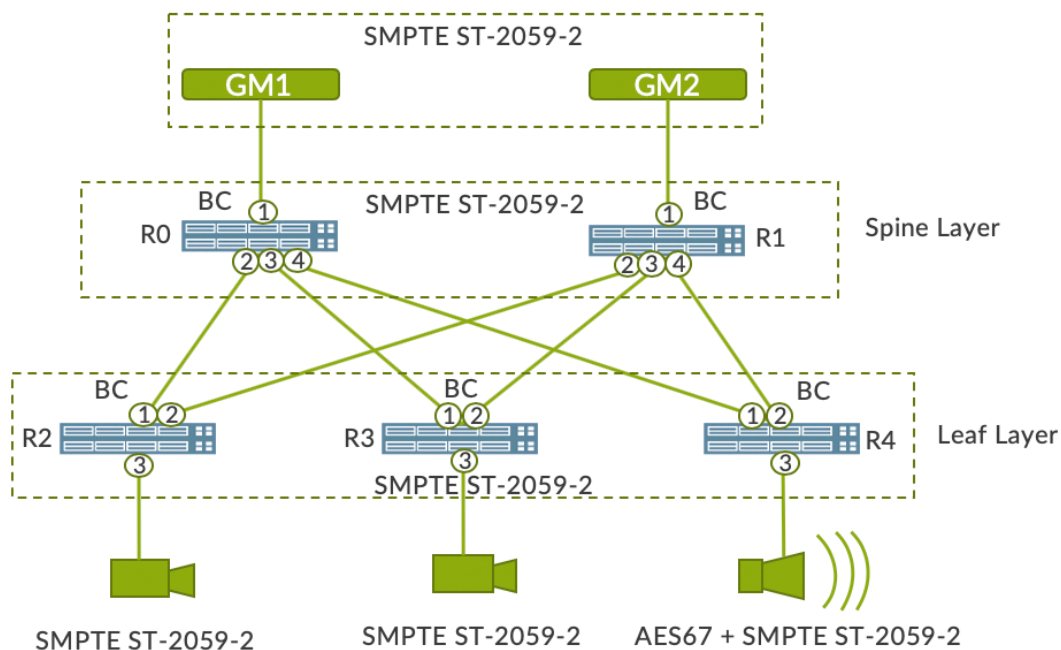 SMPTE ST-2059-2
GM1
GM2
BC
SMPTE ST-2059-2
BC
1
1
R0
R1
Spine Layer
2
3
4
2
3
4
BC
BC
BC
1
2
1
2
1
2
R2
R3
R4
Leaf Layer
3
3
3
SMPTE ST-2059-2
SMPTE ST-2059-2
SMPTE ST-2059-2
AES67 + SMPTE ST-2059-2